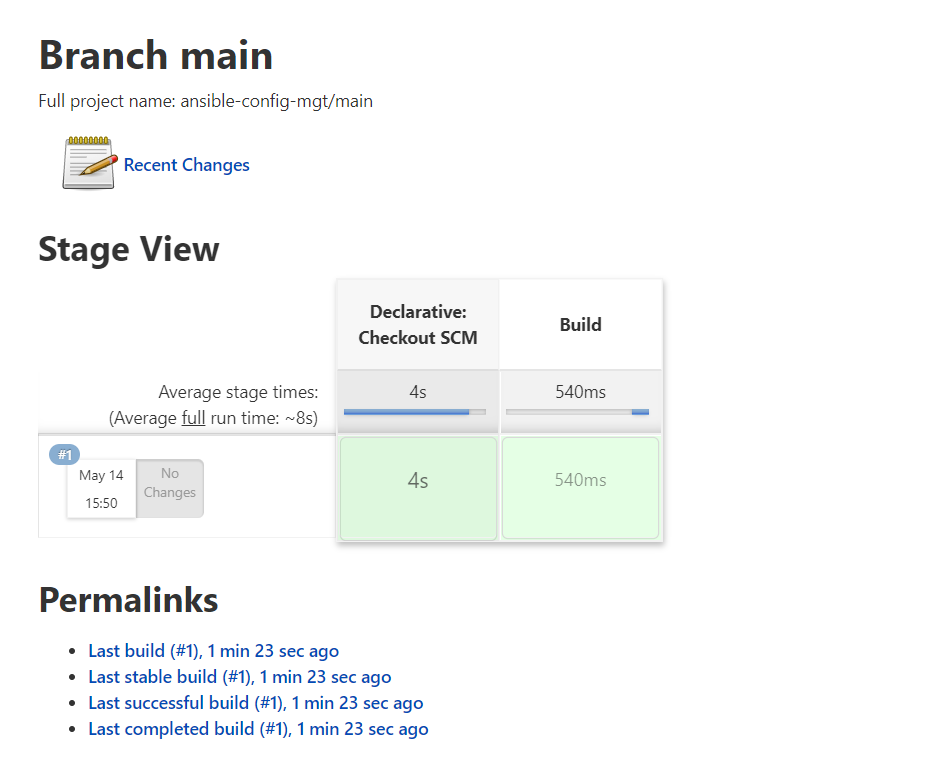 Branch main
Full project name: ansible-config-mgt/main
Recent Changes
Stage View
Declarative:
Checkout SCM
Build
Average stage times:
(Average full run time: ~8s)
4s
540ms
#1
May 14
15:50
No
Changes
4s
540ms
Permalinks
Last build (#1), 1 min 23 sec ago
Last stable build (#1), 1 min 23 sec ago
Last successful build (#1), 1 min 23 sec ago
Last completed build (#1), 1 min 23 sec ago